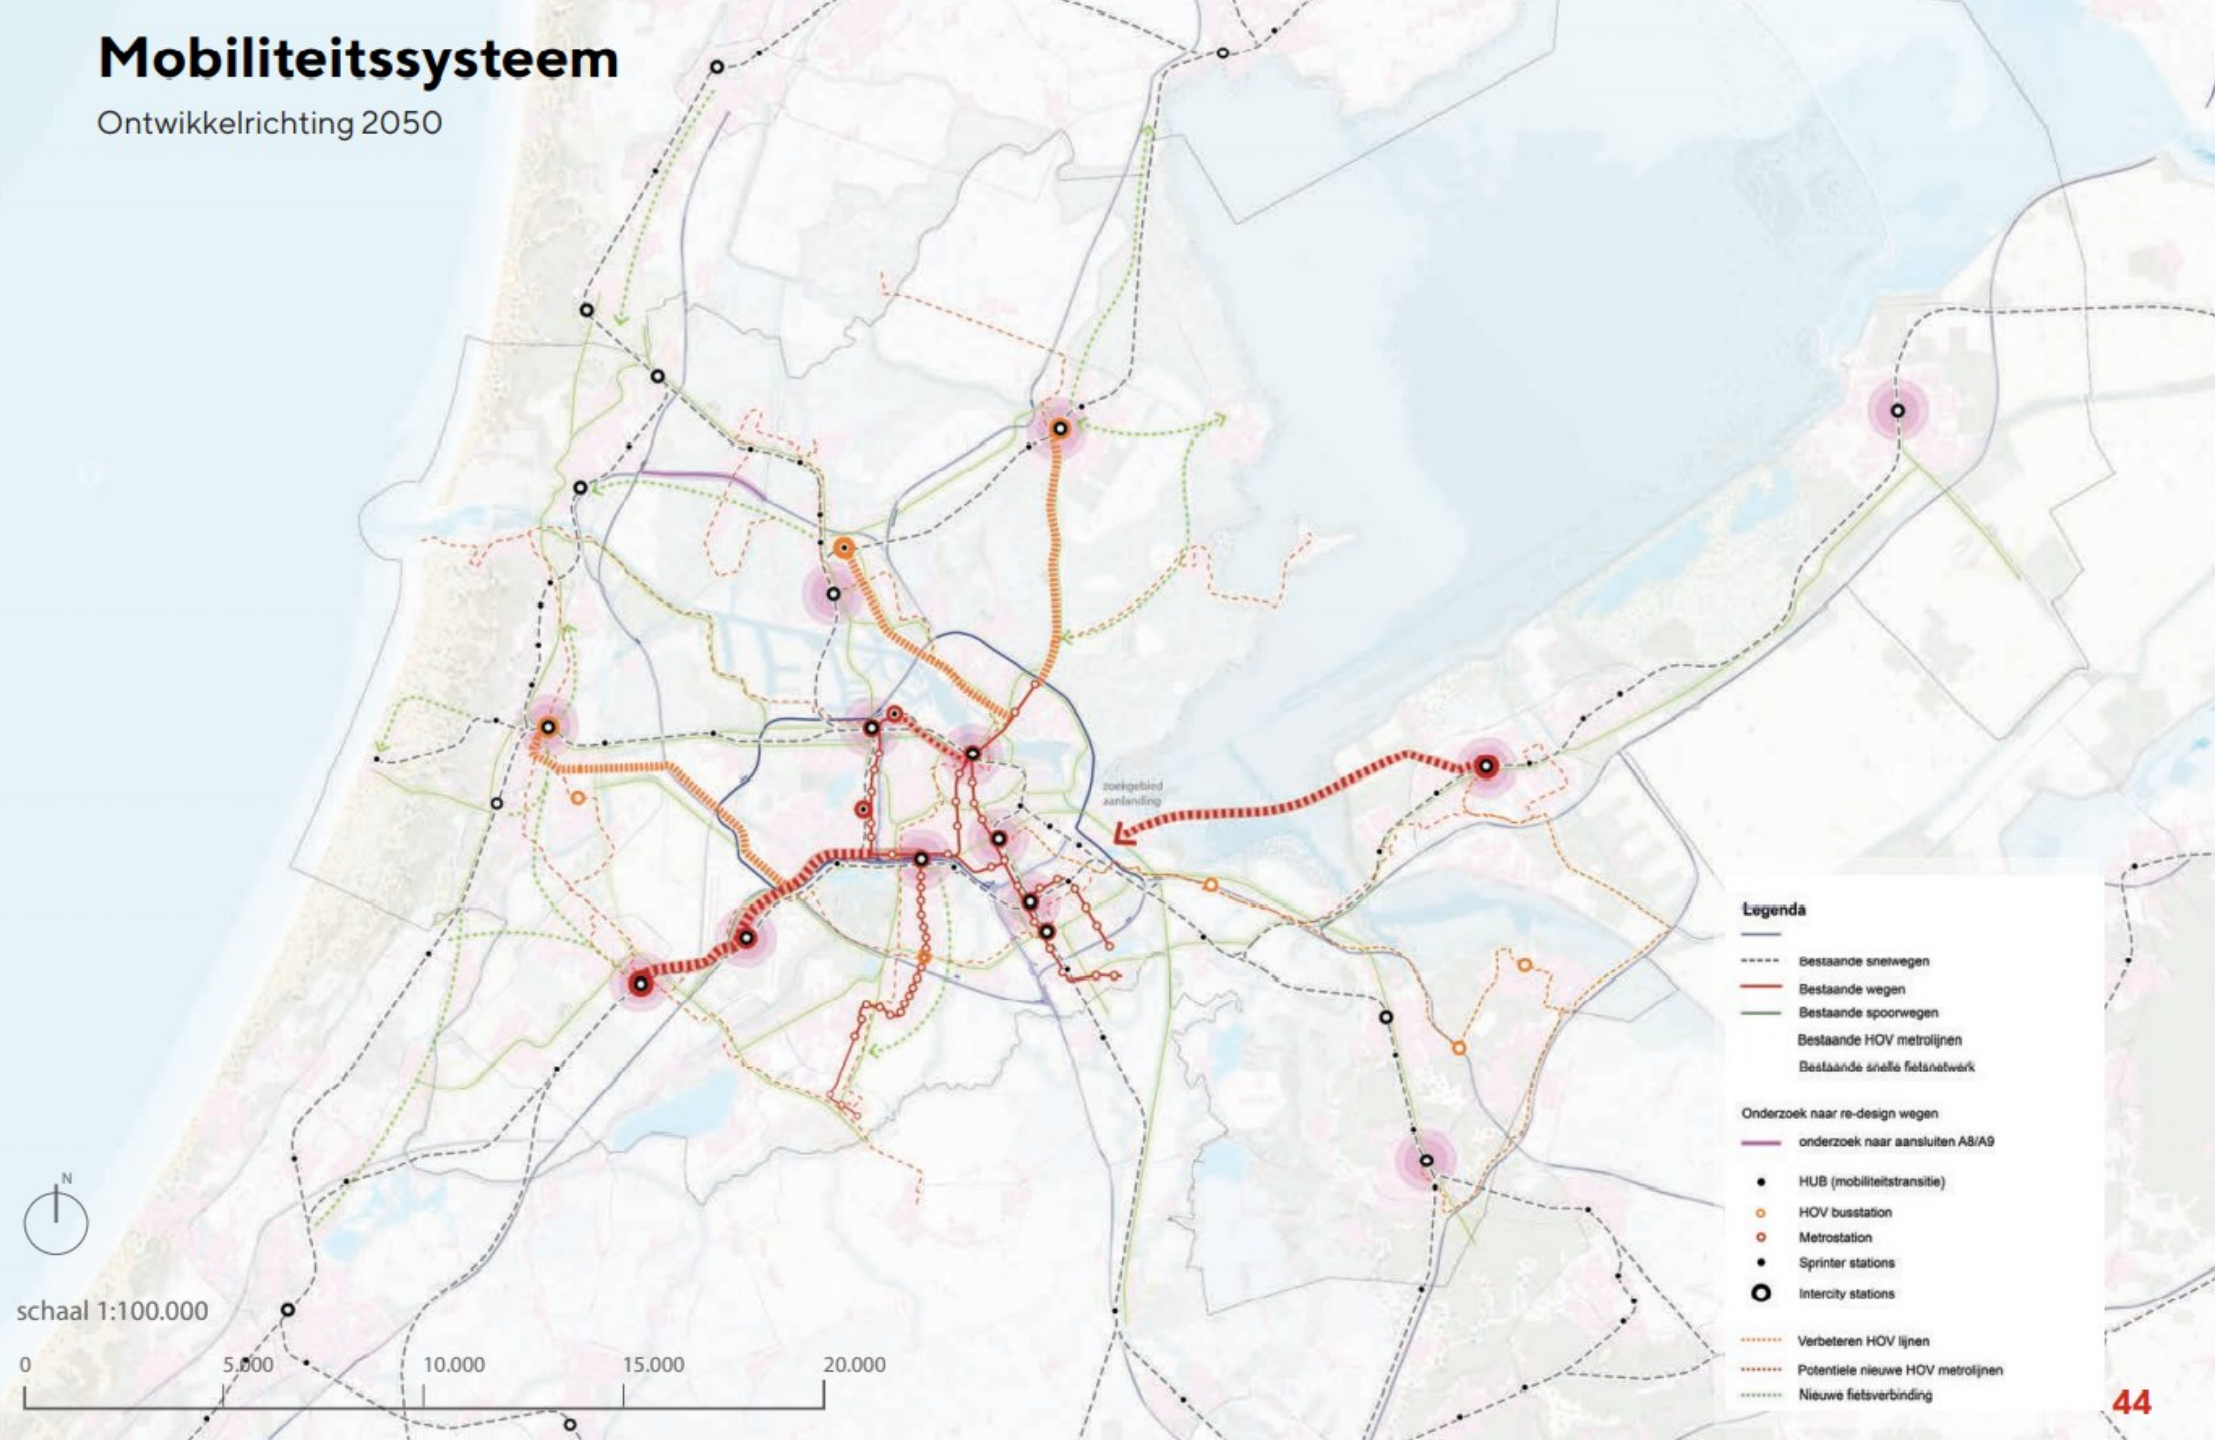 Mobiliteitssysteem
Ontwikkelrichting 2050
zoekgebied
aanlanding
N
schaal 1:100.000
0 5.000 10.000 15.000 20.000
Legenda
Bestaande snelwegen
Bestaande wegen
Bestaande spoorwegen
Bestaande HOV metrolijnen
Bestaande snelle fietsnetwerk
Onderzoek naar re-design wegen
onderzoek naar aansluiten A8/A9
HUB (mobiliteitstransitie)
HOV busstation
Metrostation
Sprinter stations
Intercity stations
Verbeteren HOV lijnen
Potentiele nieuwe HOV metrolijnen
Nieuwe fietsverbinding
44